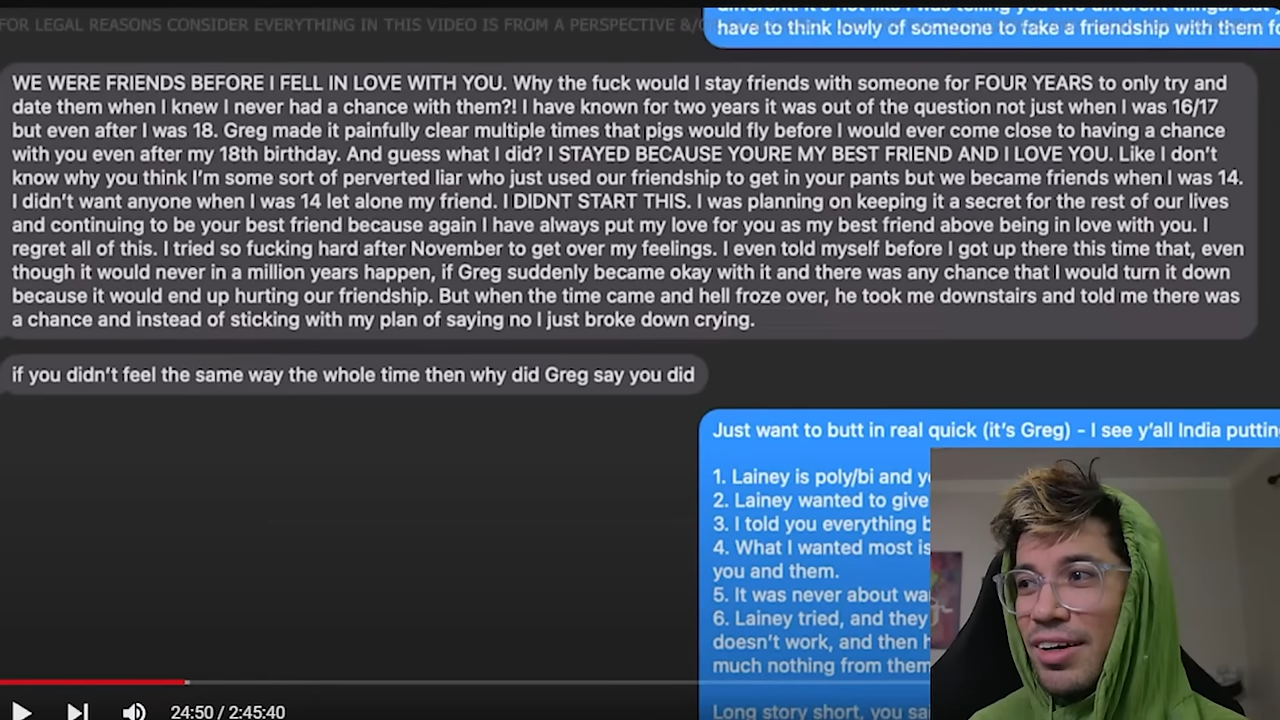 FOR LEGAL REASONS CONSIDER EVERYTHING IN THIS VIDEO IS FROM A PERSPECTIVE &/
have to think lowly of someone to fake a friendship with them
WE WERE FRIENDS BEFORE I FELL IN LOVE WITH YOU. Why the fuck would I stay friends with someone for FOUR YEARS to only try and
date them when I knew I never had a chance with them?! I have known for two years it was out of the question not just when I was 16/17
but even after I was 18. Greg made it painfully clear multiple times that pigs would fly before I would ever come close to having a chance
with you even after my 18th birthday. And guess what I did? I STAYED BECAUSE YOURE MY BEST FRIEND AND I LOVE YOU. Like I don't
know why you think I'm some sort of perverted liar who just used our friendship to get in your pants but we became friends when I was 14.
I didn't want anyone when I was 14 let alone my friend. I DIDNT START THIS. I was planning on keeping it a secret for the rest of our lives
and continuing to be your best friend because again I have always put my love for you as my best friend above being in love with you. I
regret all of this. I tried so fucking hard after November to get over my feelings. I even told myself before I got up there this time that, even
though it would never in a million years happen, if Greg suddenly became okay with it and there was any chance that I would turn it down
because it would end up hurting our friendship. But when the time came and hell froze over, he took me downstairs and told me there was
a chance and instead of sticking with my plan of saying no I just broke down crying.
if you didn't feel the same way the whole time then why did Greg say you did
Just want to butt in real quick (it's Greg) - I see y'all India
1. Lainey is poly/bi and
2. Lainey wanted to give
3. I told you everything
4. What I wanted most is
you and them.
5. It was never about
6. Lainey tried, and they
doesn't work, and then
much nothing from them
Long story short, you
24:50 / 2:45:40